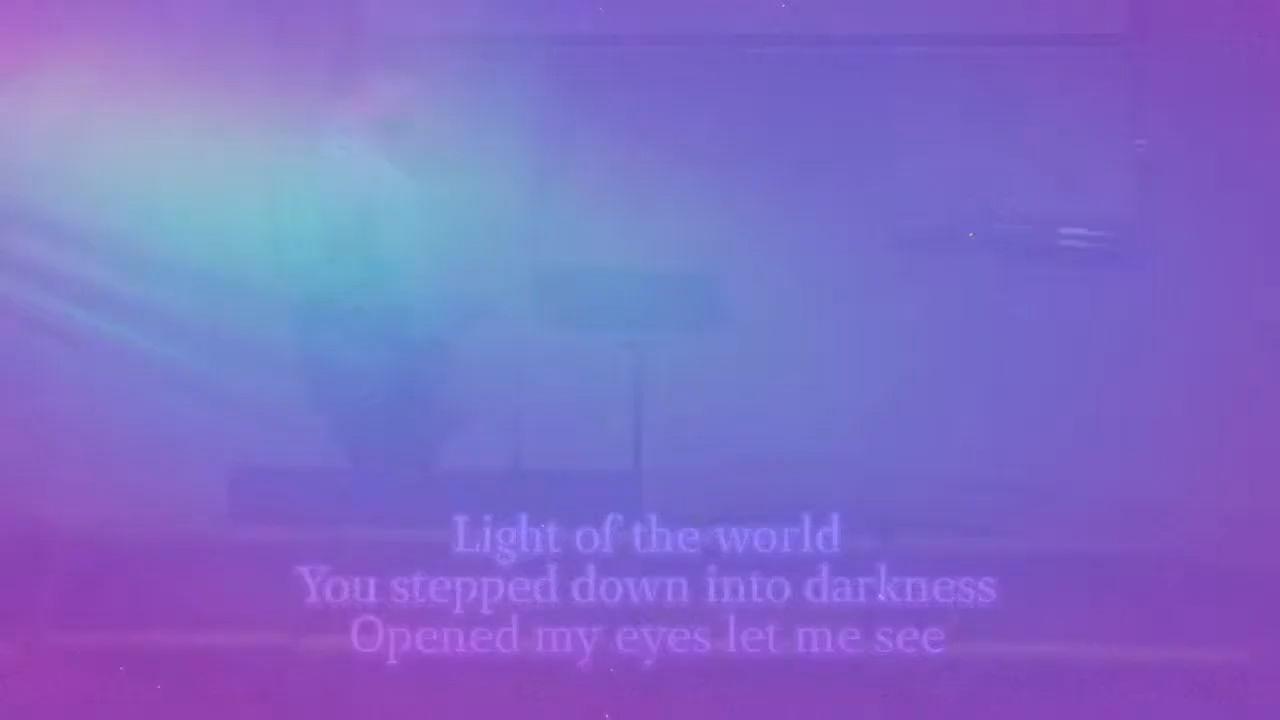 Light of the world
You stepped down into darkness
Opened my eyes let me see